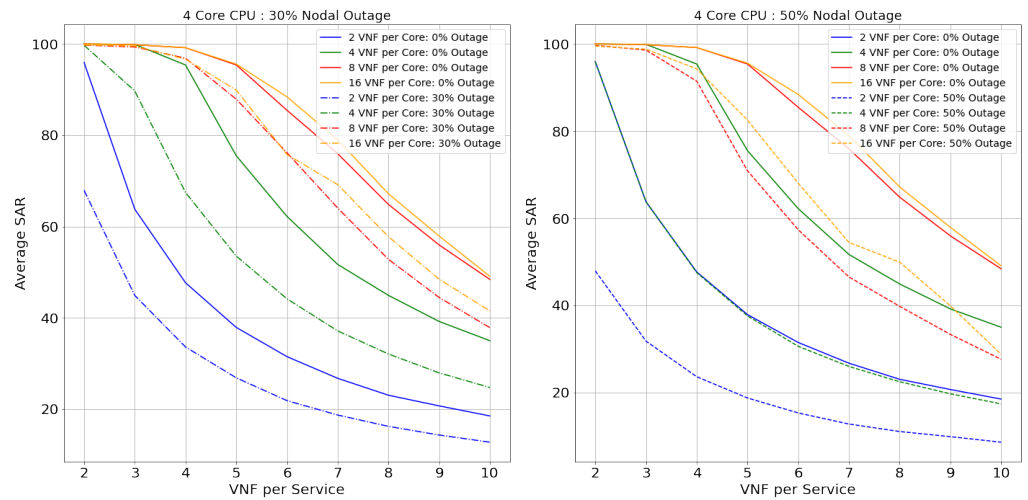 4 Core CPU : 30% Nodal Outage
100
80
60
40
20
Average SAR
2 VNF per Core: 0% Outage
4 VNF per Core: 0% Outage
8 VNF per Core: 0% Outage
16 VNF per Core: 0% Outage
2 VNF per Core: 30% Outage
4 VNF per Core: 30% Outage
8 VNF per Core: 30% Outage
16 VNF per Core: 30% Outage
2 3 4 5 6 7 8 9 10
VNF per Service
4 Core CPU : 50% Nodal Outage
100
80
60
40
20
Average SAR
2 VNF per Core: 0% Outage
4 VNF per Core: 0% Outage
8 VNF per Core: 0% Outage
16 VNF per Core: 0% Outage
2 VNF per Core: 50% Outage
4 VNF per Core: 50% Outage
8 VNF per Core: 50% Outage
16 VNF per Core: 50% Outage
2 3 4 5 6 7 8 9 10
VNF per Service